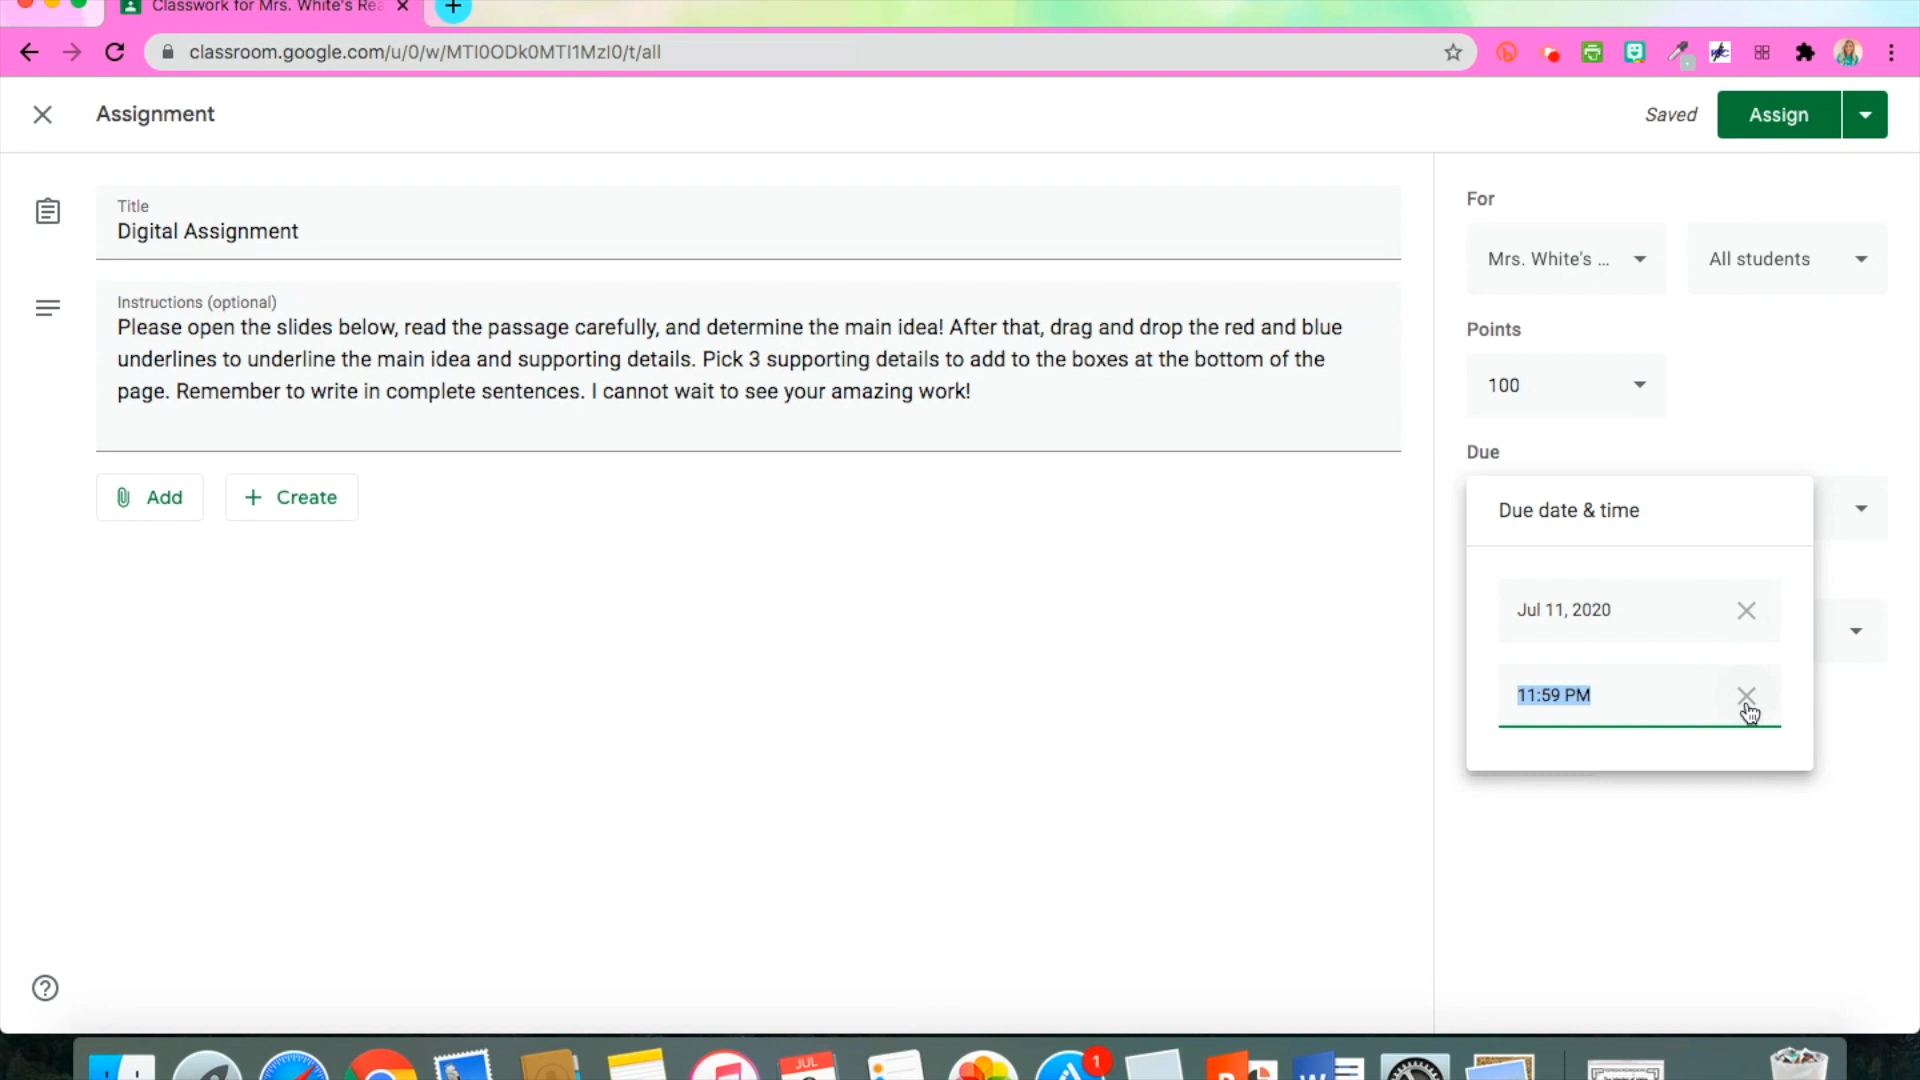 Classwork for Mrs. White's Rea
classroom.google.com/u/0/w/MTI0ODk0MTI1MzI0/t/all
Assignment
Saved
Assign
Title
Digital Assignment
Instructions (optional)
Please open the slides below, read the passage carefully, and determine the main idea! After that, drag and drop the red and blue
underlines to underline the main idea and supporting details. Pick 3 supporting details to add to the boxes at the bottom of the
page. Remember to write in complete sentences. I cannot wait to see your amazing work!
Add
Create
For
Mrs. White's ...
All students
Points
100
Due
Due date & time
Jul 11, 2020
11:59 PM
JUL
1